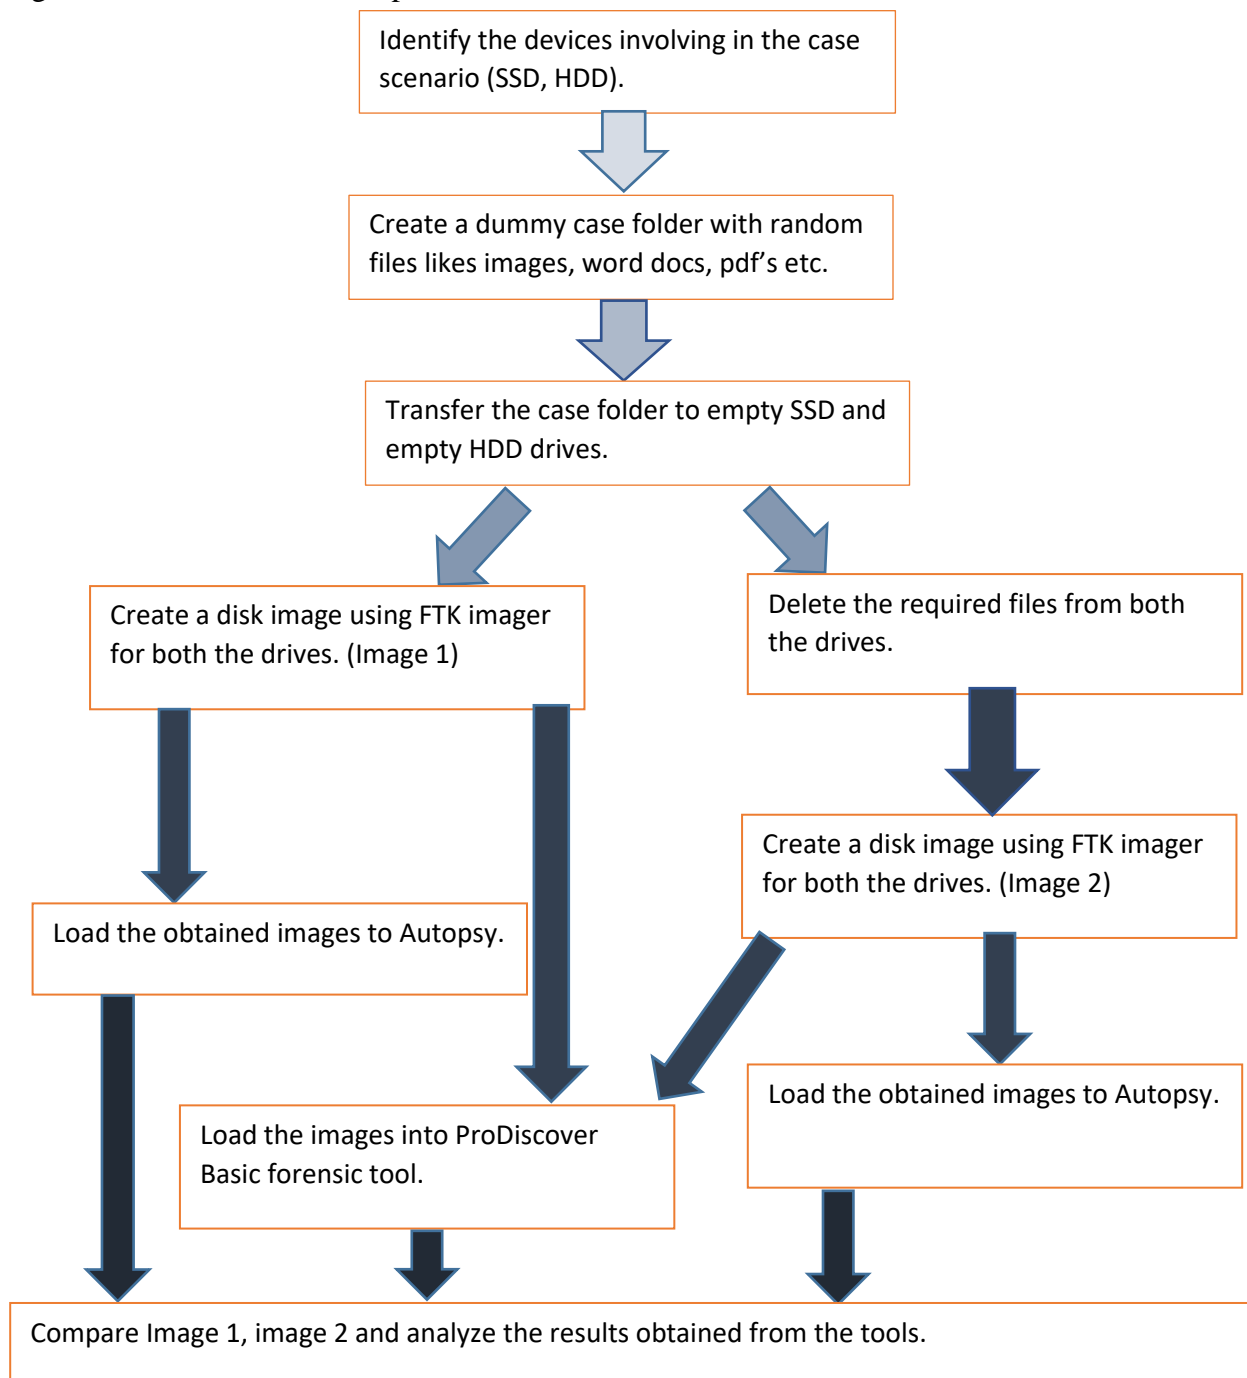 Identify the devices involving in the case
scenario (SSD, HDD).
Create a dummy case folder with random
files likes images, word docs, pdf’s etc.
Transfer the case folder to empty SSD and
empty HDD drives.
Create a disk image using FTK imager
for both the drives. (Image 1)
Delete the required files from both
the drives.
Create a disk image using FTK imager
for both the drives. (Image 2)
Load the obtained images to Autopsy.
Load the obtained images to Autopsy.
Load the images into ProDiscover
Basic forensic tool.
Compare Image 1, image 2 and analyze the results obtained from the tools.